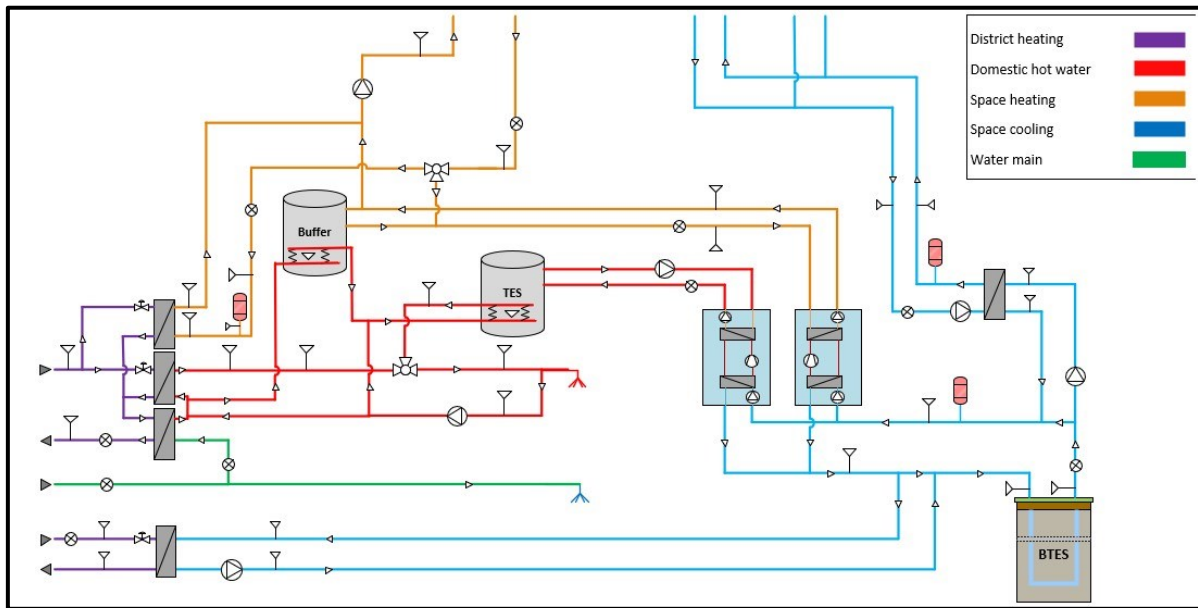 District heating
Domestic hot water
Space heating
Space cooling
Water main
Buffer
TES
BTES